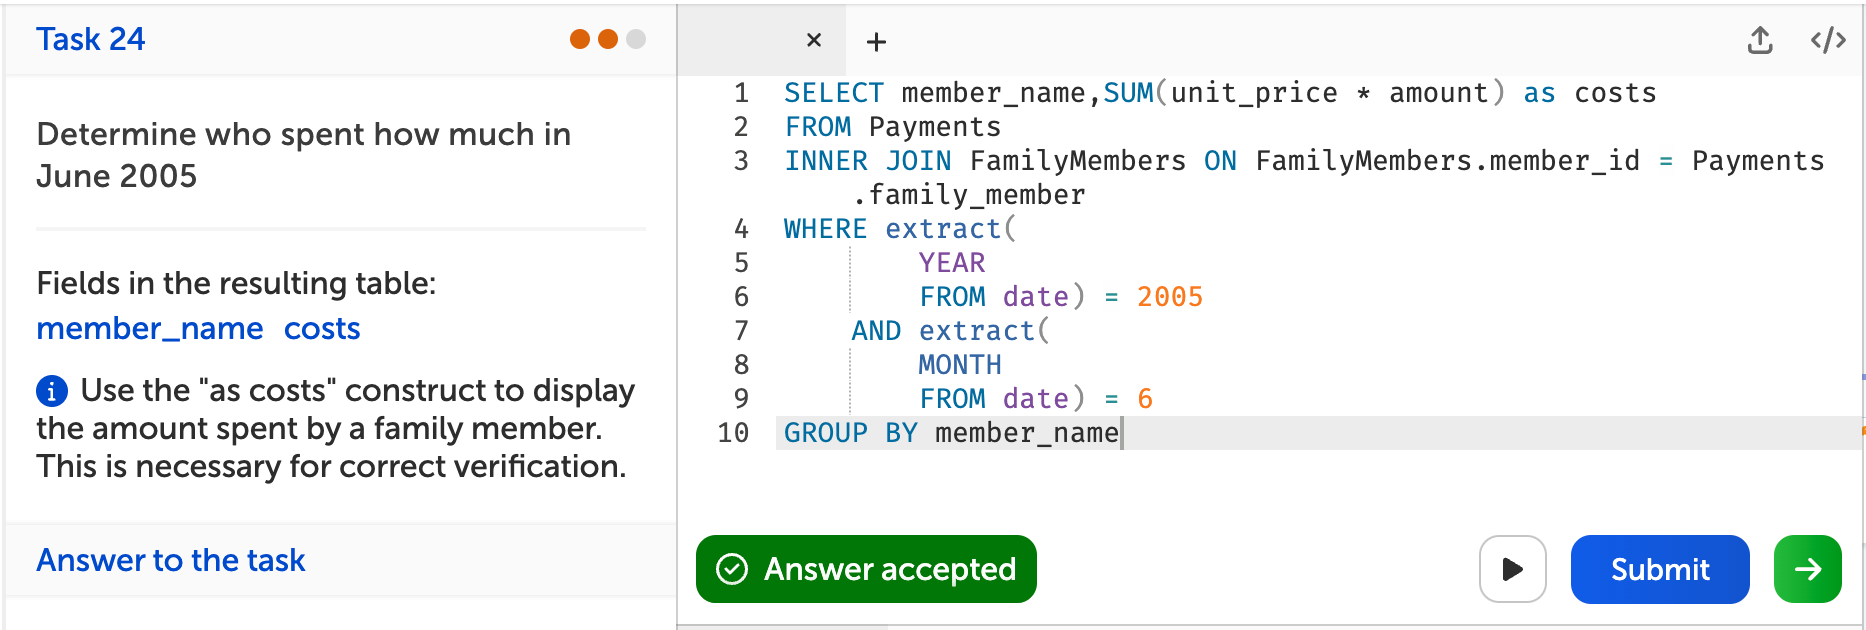 Task 24
Determine who spent how much in
June 2005
Fields in the resulting table:
member_name costs
i Use the "as costs" construct to display
the amount spent by a family member.
This is necessary for correct verification.
Answer to the task
× +
</>
1 SELECT member_name,SUM(unit_price * amount) as costs
2 FROM Payments
3 INNER JOIN FamilyMembers ON FamilyMembers.member_id = Payments
.family_member
4 WHERE extract(
5 YEAR
6 FROM date) = 2005
7 AND extract(
8 MONTH
9 FROM date) = 6
10 GROUP BY member_name
Answer accepted
Submit